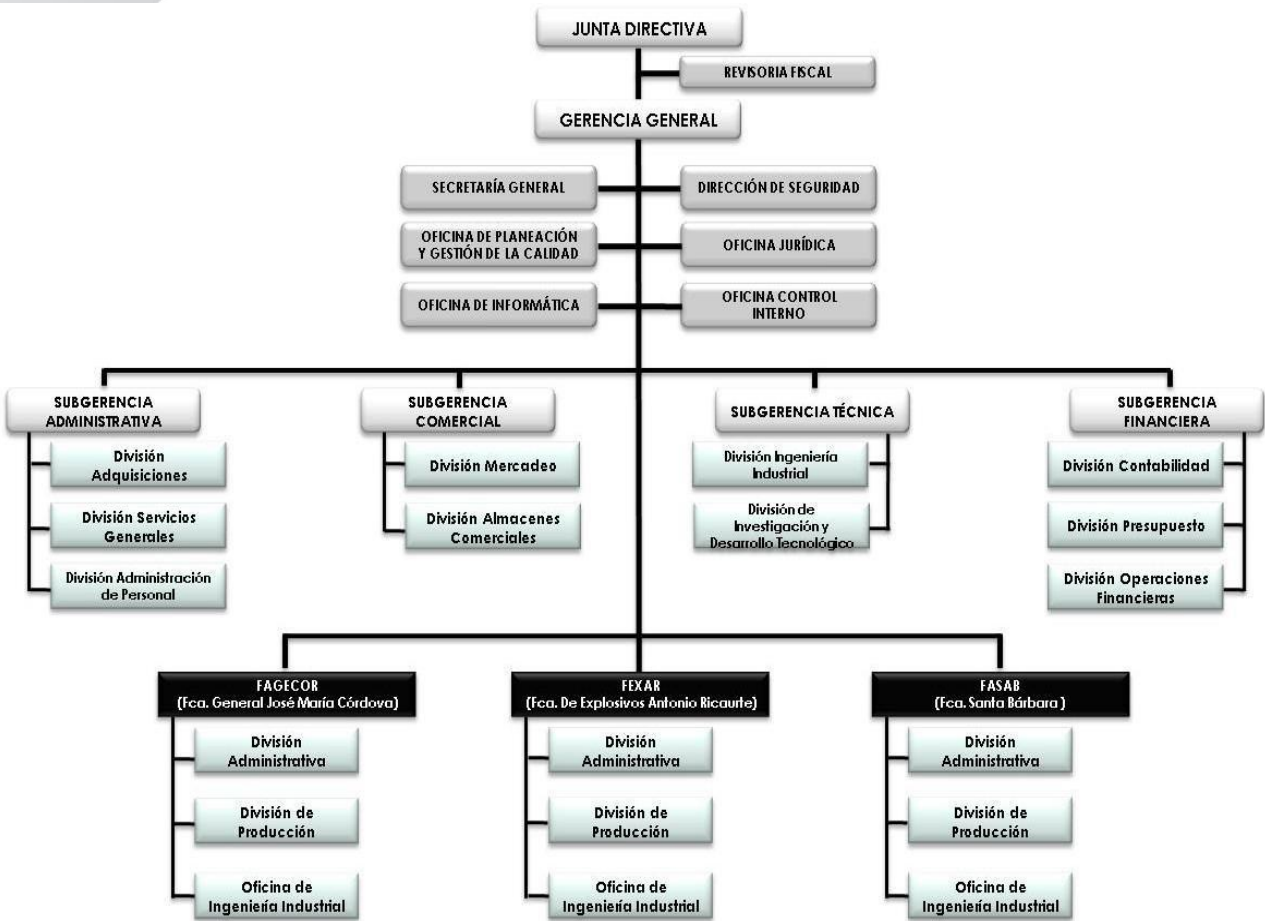 JUNTA DIRECTIVA
REVISORIA FISCAL
GERENCIA GENERAL
SECRETARÍA GENERAL
DIRECCIÓN DE SEGURIDAD
OFICINA DE PLANEACIÓN
Y GESTIÓN DE LA CALIDAD
OFICINA JURÍDICA
OFICINA DE INFORMÁTICA
OFICINA CONTROL
INTERNO
SUBGERENCIA
ADMINISTRATIVA
División
Adquisiciones
División Servicios
Generales
División Administración
de Personal
SUBGERENCIA
COMERCIAL
División Mercadeo
División Almacenes
Comerciales
SUBGERENCIA TÉCNICA
División Ingeniería
Industrial
División de
Investigación y
Desarrollo Tecnológico
SUBGERENCIA
FINANCIERA
División Contabilidad
División Presupuesto
División Operaciones
Financieras
FAGECOR
(Fca. General José María Córdova)
División
Administrativa
División de
Producción
Oficina de
Ingeniería Industrial
FEXAR
(Fca. De Explosivos Antonio Ricaurte)
División
Administrativa
División de
Producción
Oficina de
Ingeniería Industrial
FASAB
(Fca. Santa Bárbara )
División
Administrativa
División de
Producción
Oficina de
Ingeniería Industrial